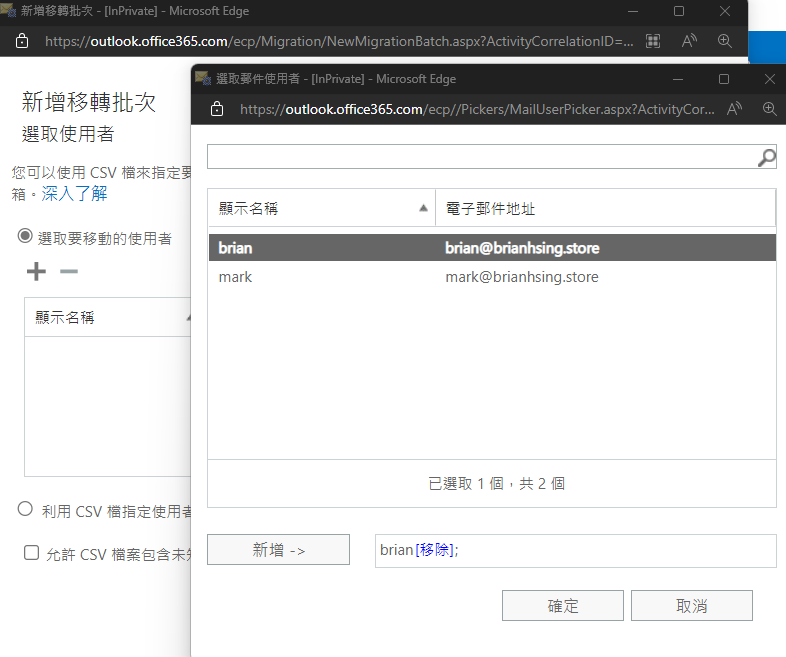 新增移轉批次 - [InPrivate] - Microsoft Edge
https://outlook.office365.com/ecp/Migration/NewMigrationBatch.aspx?ActivityCorrelationID=...
新增移轉批次
選取使用者
您可以使用 CSV 檔來指定要
箱。深入了解
選取要移動的使用者
顯示名稱
利用 CSV 檔指定使用者
允許 CSV 檔案包含未
選取郵件使用者 - [InPrivate] - Microsoft Edge
https://outlook.office365.com/ecp//Pickers/MailUserPicker.aspx?ActivityCor...
顯示名稱 電子郵件地址
brian brian@brianhsing.store
mark mark@brianhsing.store
已選取 1 個，共 2 個
新增 -> brian[移除];
確定 取消